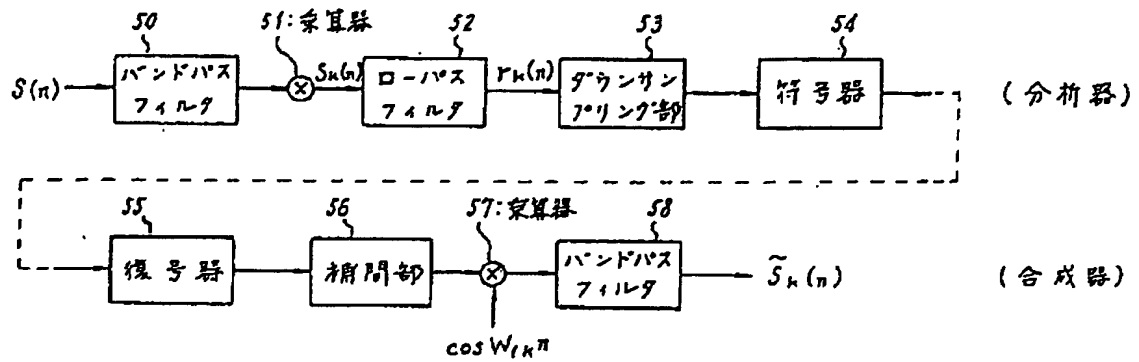 50
51:乗算器
52
53
54
S(n)
バンドパス
フィルタ
Sk(n)
ローパス
フィルタ
rk(n)
ダウンサン
プリング部
符号器
(分析器)
55
56
57:乗算器
58
復号器
補間部
バンドパス
フィルタ
S̃k(n)
(合成器)
cos W1k n